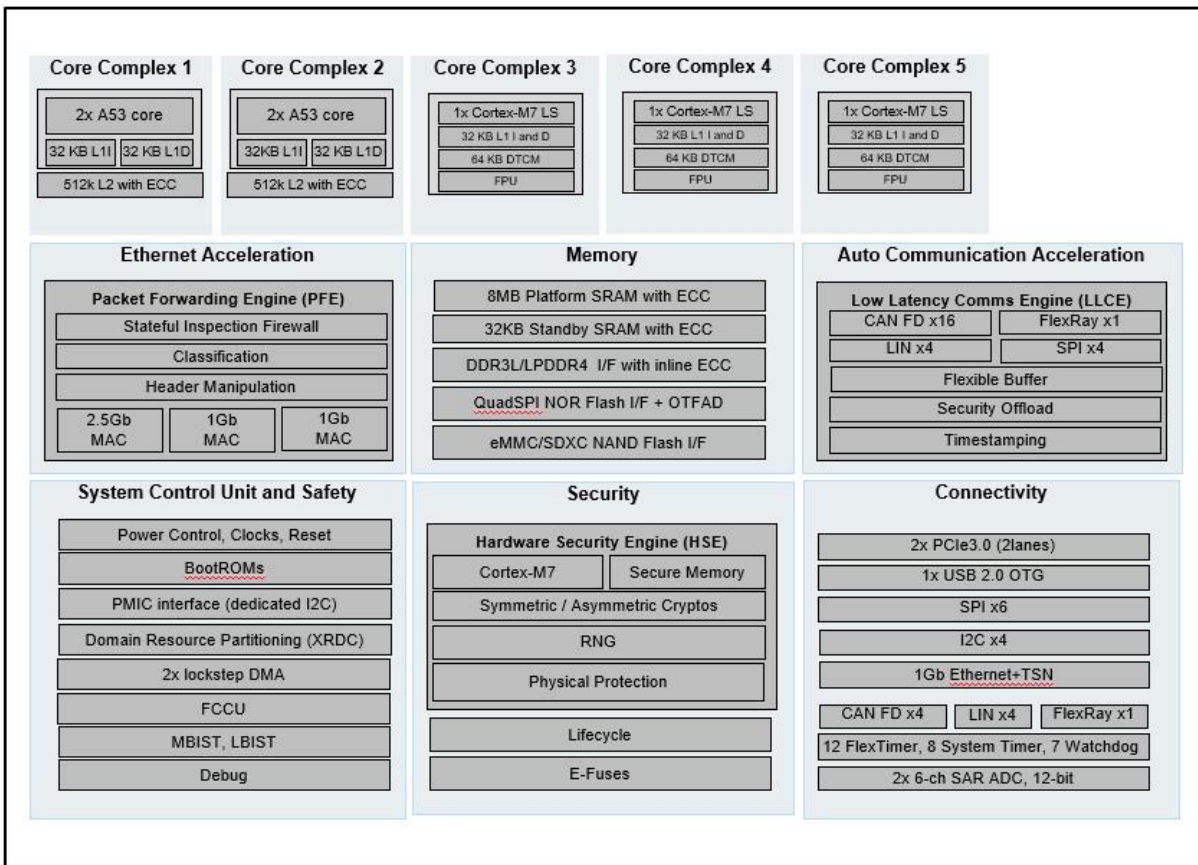 Core Complex 1
2x A53 core
32 KB L1I
32 KB L1D
512k L2 with ECC
Core Complex 2
2x A53 core
32KB L1I
32 KB L1D
512k L2 with ECC
Core Complex 3
1x Cortex-M7 LS
32 KB L1 I and D
64 KB DTCM
FPU
Core Complex 4
1x Cortex-M7 LS
32 KB L1 I and D
64 KB DTCM
FPU
Core Complex 5
1x Cortex-M7 LS
32 KB L1 I and D
64 KB DTCM
FPU
Ethernet Acceleration
Packet Forwarding Engine (PFE)
Stateful Inspection Firewall
Classification
Header Manipulation
2.5Gb
MAC
1Gb
MAC
1Gb
MAC
Memory
8MB Platform SRAM with ECC
32KB Standby SRAM with ECC
DDR3L/LPDDR4 I/F with inline ECC
QuadSPI NOR Flash I/F + OTFAD
eMMC/SDXC NAND Flash I/F
Auto Communication Acceleration
Low Latency Comms Engine (LLCE)
CAN FD x16
FlexRay x1
LIN x4
SPI x4
Flexible Buffer
Security Offload
Timestamping
System Control Unit and Safety
Power Control, Clocks, Reset
BootROMs
PMIC interface (dedicated I2C)
Domain Resource Partitioning (XRDC)
2x lockstep DMA
FCCU
MBIST, LBIST
Debug
Security
Hardware Security Engine (HSE)
Cortex-M7
Secure Memory
Symmetric / Asymmetric Cryptos
RNG
Physical Protection
Lifecycle
E-Fuses
Connectivity
2x PCIe3.0 (2lanes)
1x USB 2.0 OTG
SPI x6
I2C x4
1Gb Ethernet+TSN
CAN FD x4
LIN x4
FlexRay x1
12 FlexTimer, 8 System Timer, 7 Watchdog
2x 6-ch SAR ADC, 12-bit